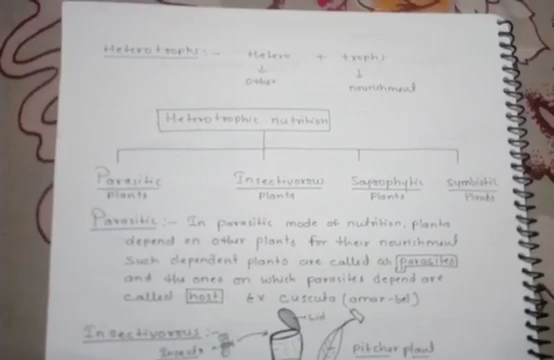 Heterotrophs:- Hetero + trophs
↓ ↓
Other nourishment
Heterotrophic nutrition
Parasitic Plants
Insectivorous Plants
Saprophytic Plants
Symbiotic Plants
Parasitic:- In parasitic mode of nutrition, plants
depend on other plants for their nourishment
Such dependent plants are called as parasites
and the ones on which parasites depend are
called host Ex cuscuta (amar-bel)
Insectivorous:-
Lid
Insects
pitcher plant